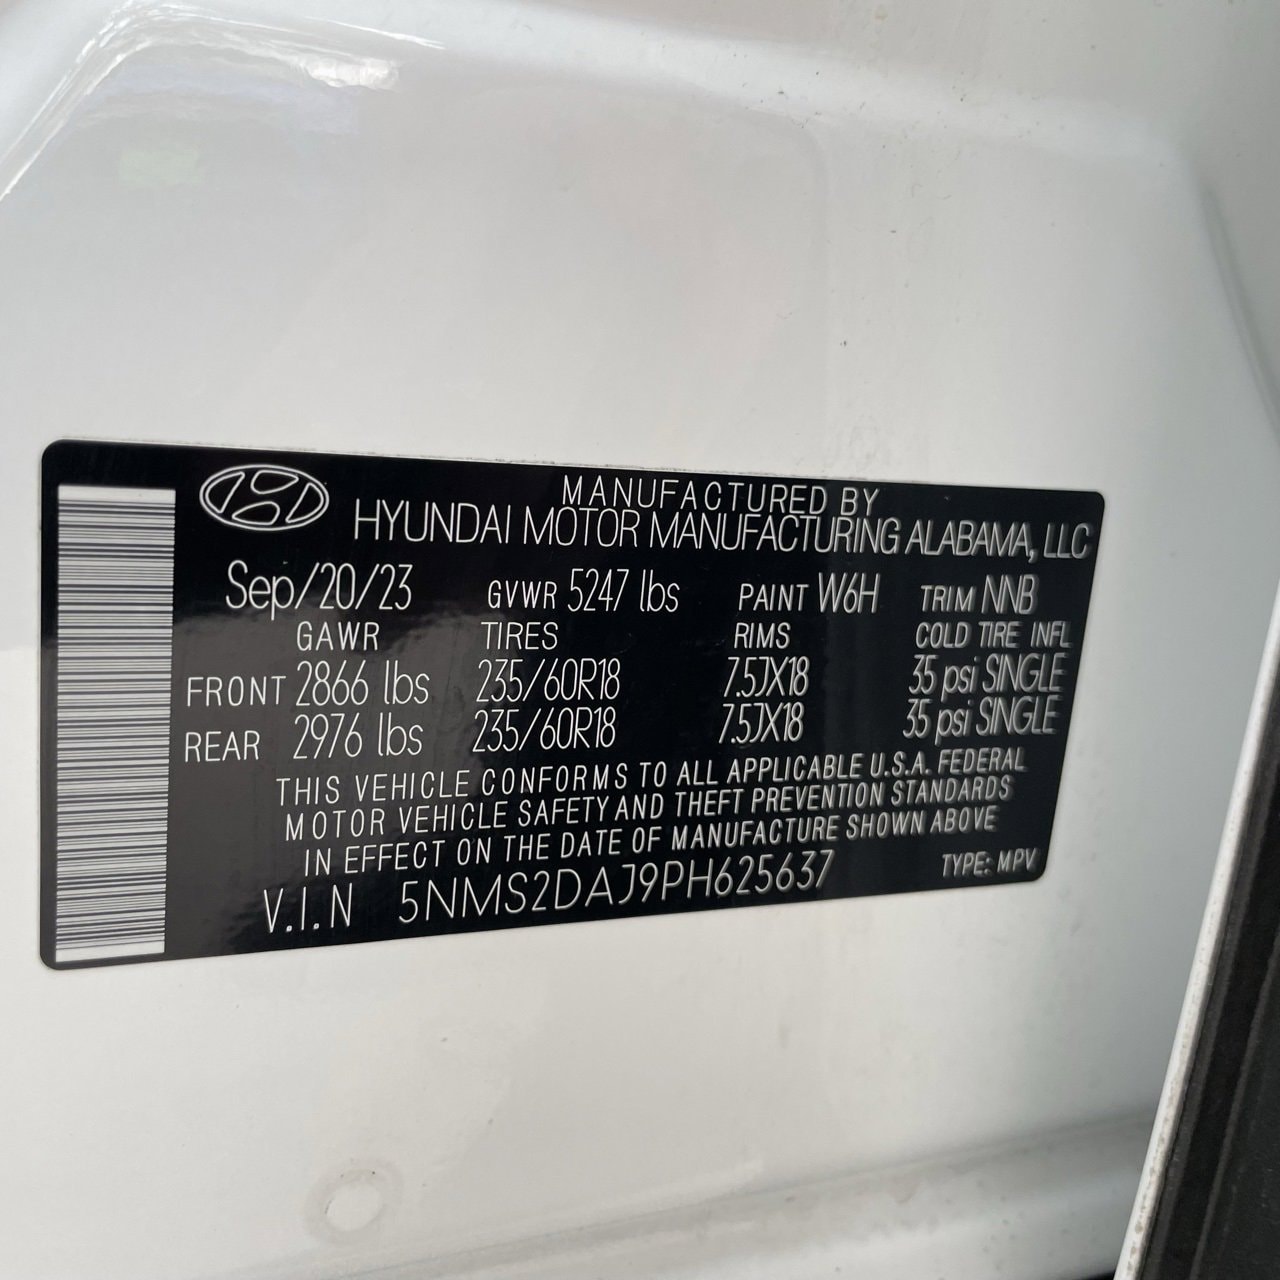 MANUFACTURED BY
HYUNDAI MOTOR MANUFACTURING ALABAMA, LLC
Sep/20/23 GVWR 5247 lbs PAINT W6H TRIM NNB
GAWR TIRES RIMS COLD TIRE INFL
FRONT 2866 lbs 235/60R18 7.5JX18 35 psi SINGLE
REAR 2976 lbs 235/60R18 7.5JX18 35 psi SINGLE
THIS VEHICLE CONFORMS TO ALL APPLICABLE U.S.A. FEDERAL
MOTOR VEHICLE SAFETY AND THEFT PREVENTION STANDARDS
IN EFFECT ON THE DATE OF MANUFACTURE SHOWN ABOVE
V.I.N 5NMS2DAJ9PH625637 TYPE: MPV